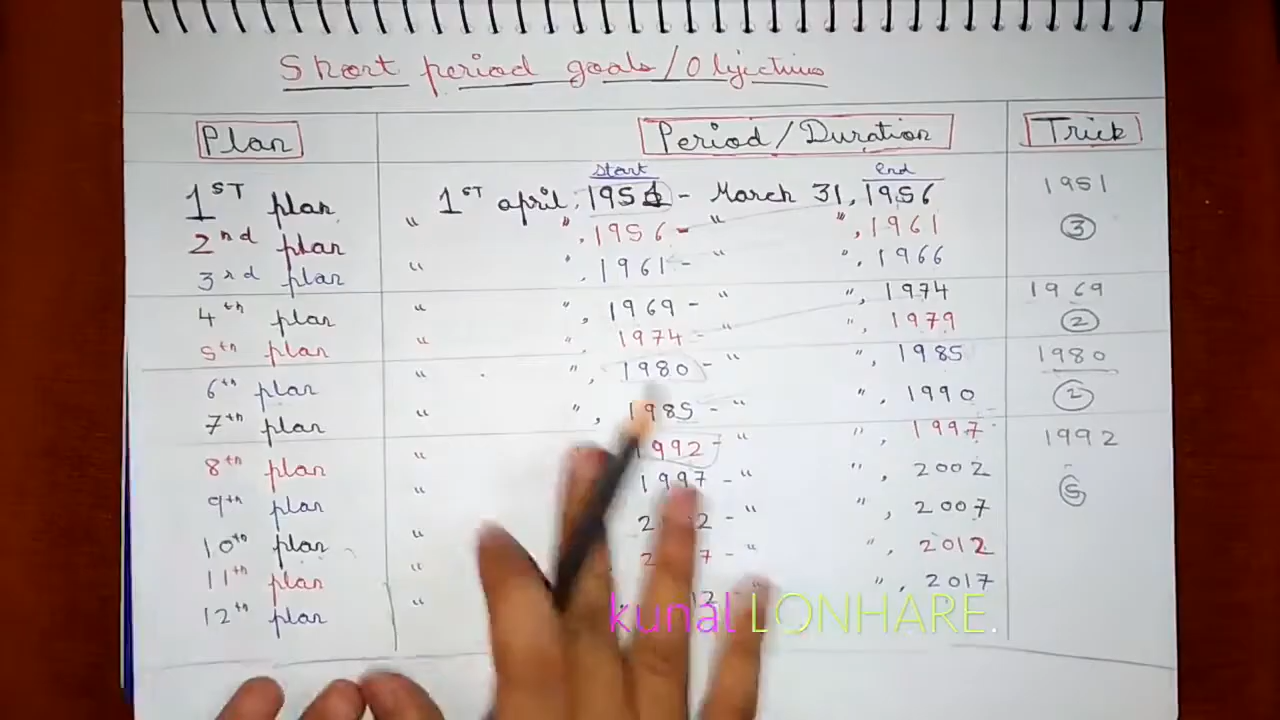 Short period goals/Objectives
Plan Period/Duration Trick
start end
1ST plan 1ST april, 1951 - March 31, 1956 1951
2nd plan " ", 1956 - " ", 1961 3
3rd plan " ", 1961 - " ", 1966
4th plan " ", 1969 - " ", 1974 1969
5th plan " ", 1974 - " ", 1979 2
6th plan " ", 1980 - " ", 1985 1980
7th plan " ", 1985 - " ", 1990 2
8th plan " 1992 - " ", 1997 1992
9th plan " 1997 - " ", 2002 5
10th plan " - " ", 2007
11th plan " - " ", 2012
12th plan " ", 2017
kunal LONHARE.